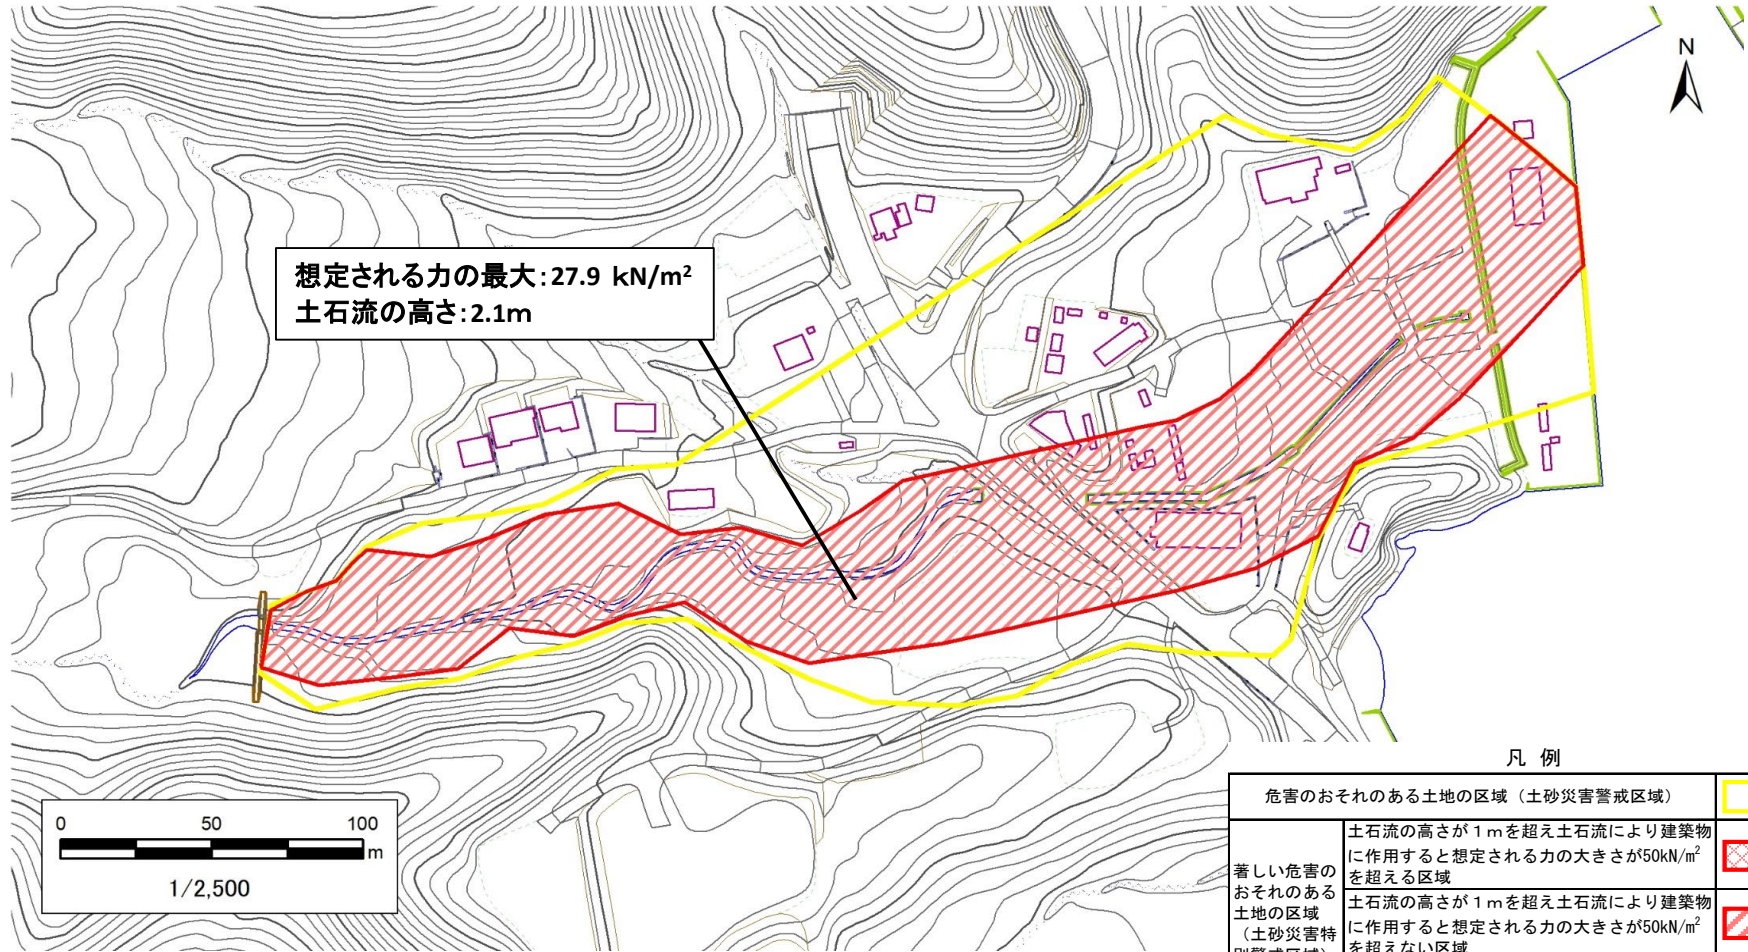 N
想定される力の最大：27.9 kN/m²
土石流の高さ：2.1m
0 50 100
m
1/2,500
凡 例
危害のおそれのある土地の区域（土砂災害警戒区域）
著しい危害の
おそれのある
土地の区域
（土砂災害特
別警戒区域）
土石流の高さが１ｍを超え土石流により建築物
に作用すると想定される力の大きさが50kN/m²
を超える区域
土石流の高さが１ｍを超え土石流により建築物
に作用すると想定される力の大きさが50kN/m²
を超えない区域